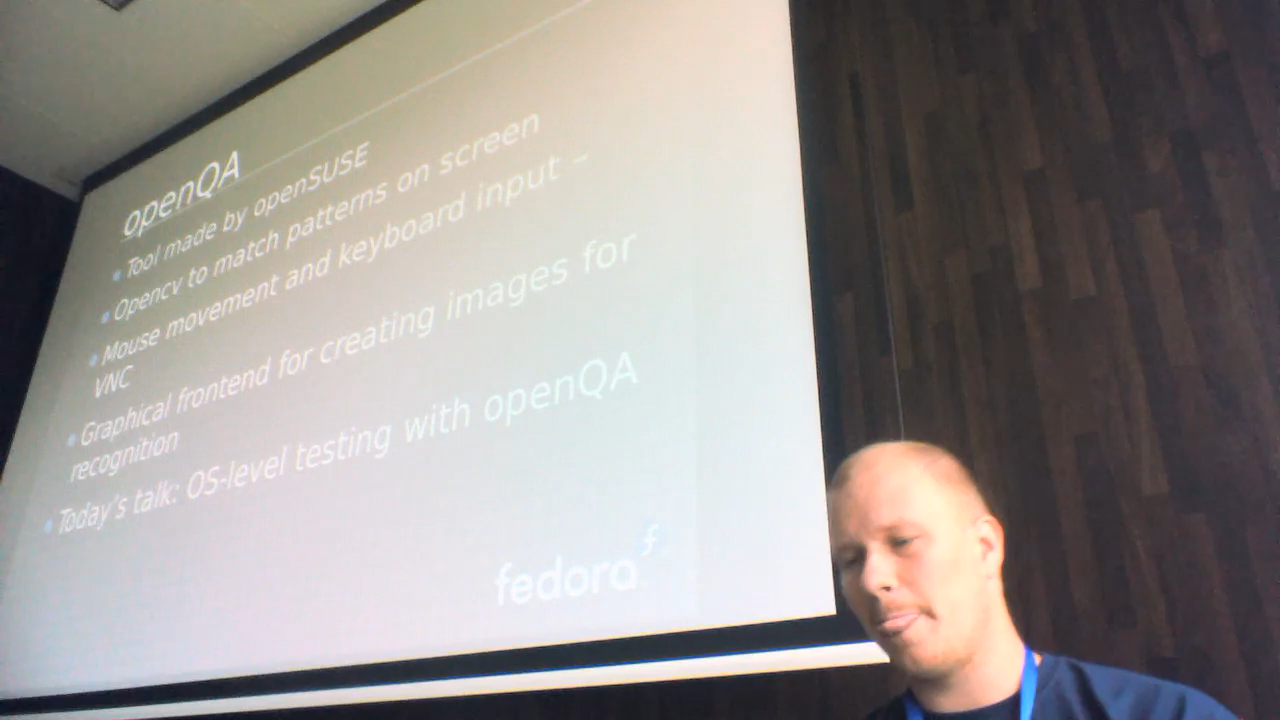 openQA
Tool made by openSUSE
Opencv to match patterns on screen
Mouse movement and keyboard input –
VNC
Graphical frontend for creating images for
recognition
Today's talk: OS-level testing with openQA
fedora f